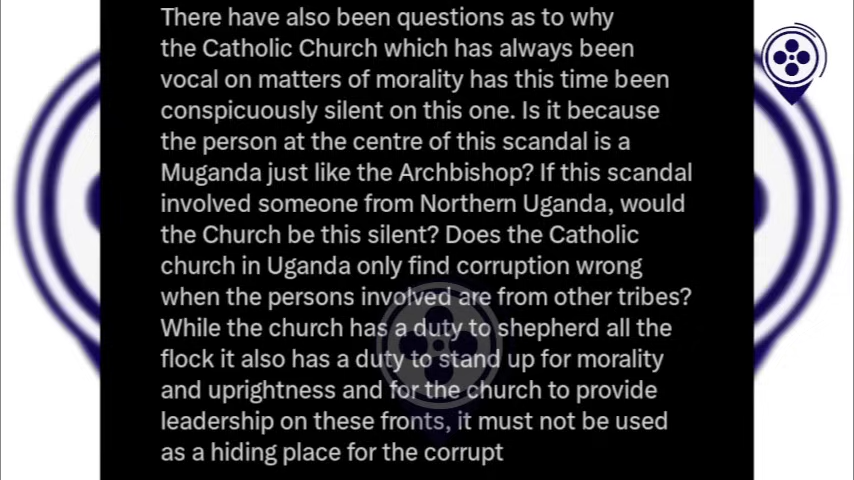 There have also been questions as to why
the Catholic Church which has always been
vocal on matters of morality has this time been
conspicuously silent on this one. Is it because
the person at the centre of this scandal is a
Muganda just like the Archbishop? If this scandal
involved someone from Northern Uganda, would
the Church be this silent? Does the Catholic
church in Uganda only find corruption wrong
when the persons involved are from other tribes?
While the church has a duty to shepherd all the
flock it also has a duty to stand up for morality
and uprightness and for the church to provide
leadership on these fronts, it must not be used
as a hiding place for the corrupt